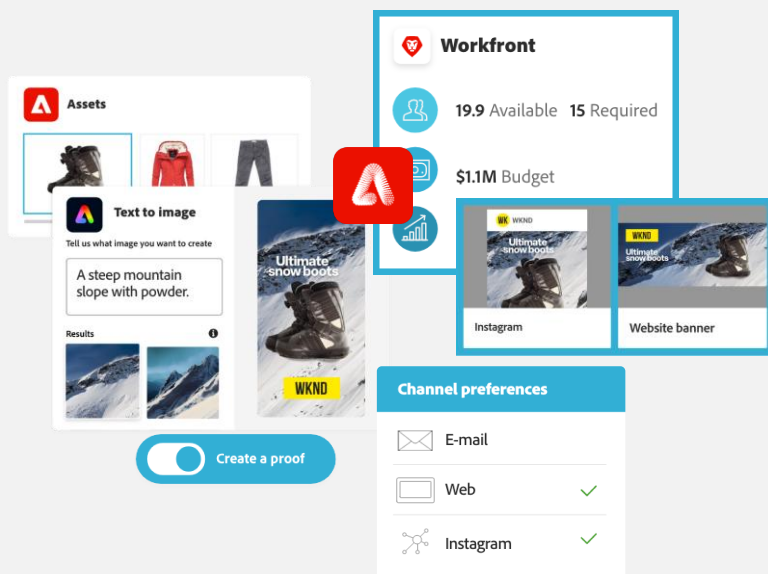 Workfront
19.9 Available 15 Required
$1.1M Budget
Assets
Text to image
Tell us what image you want to create
A steep mountain
slope with powder.
Results
Ultimate
snow boots
WKND
Create a proof
WK WKND
Ultimate
snow boots
Instagram
WKND
Ultimate
snow boots
Website banner
Channel preferences
E-mail
Web
Instagram